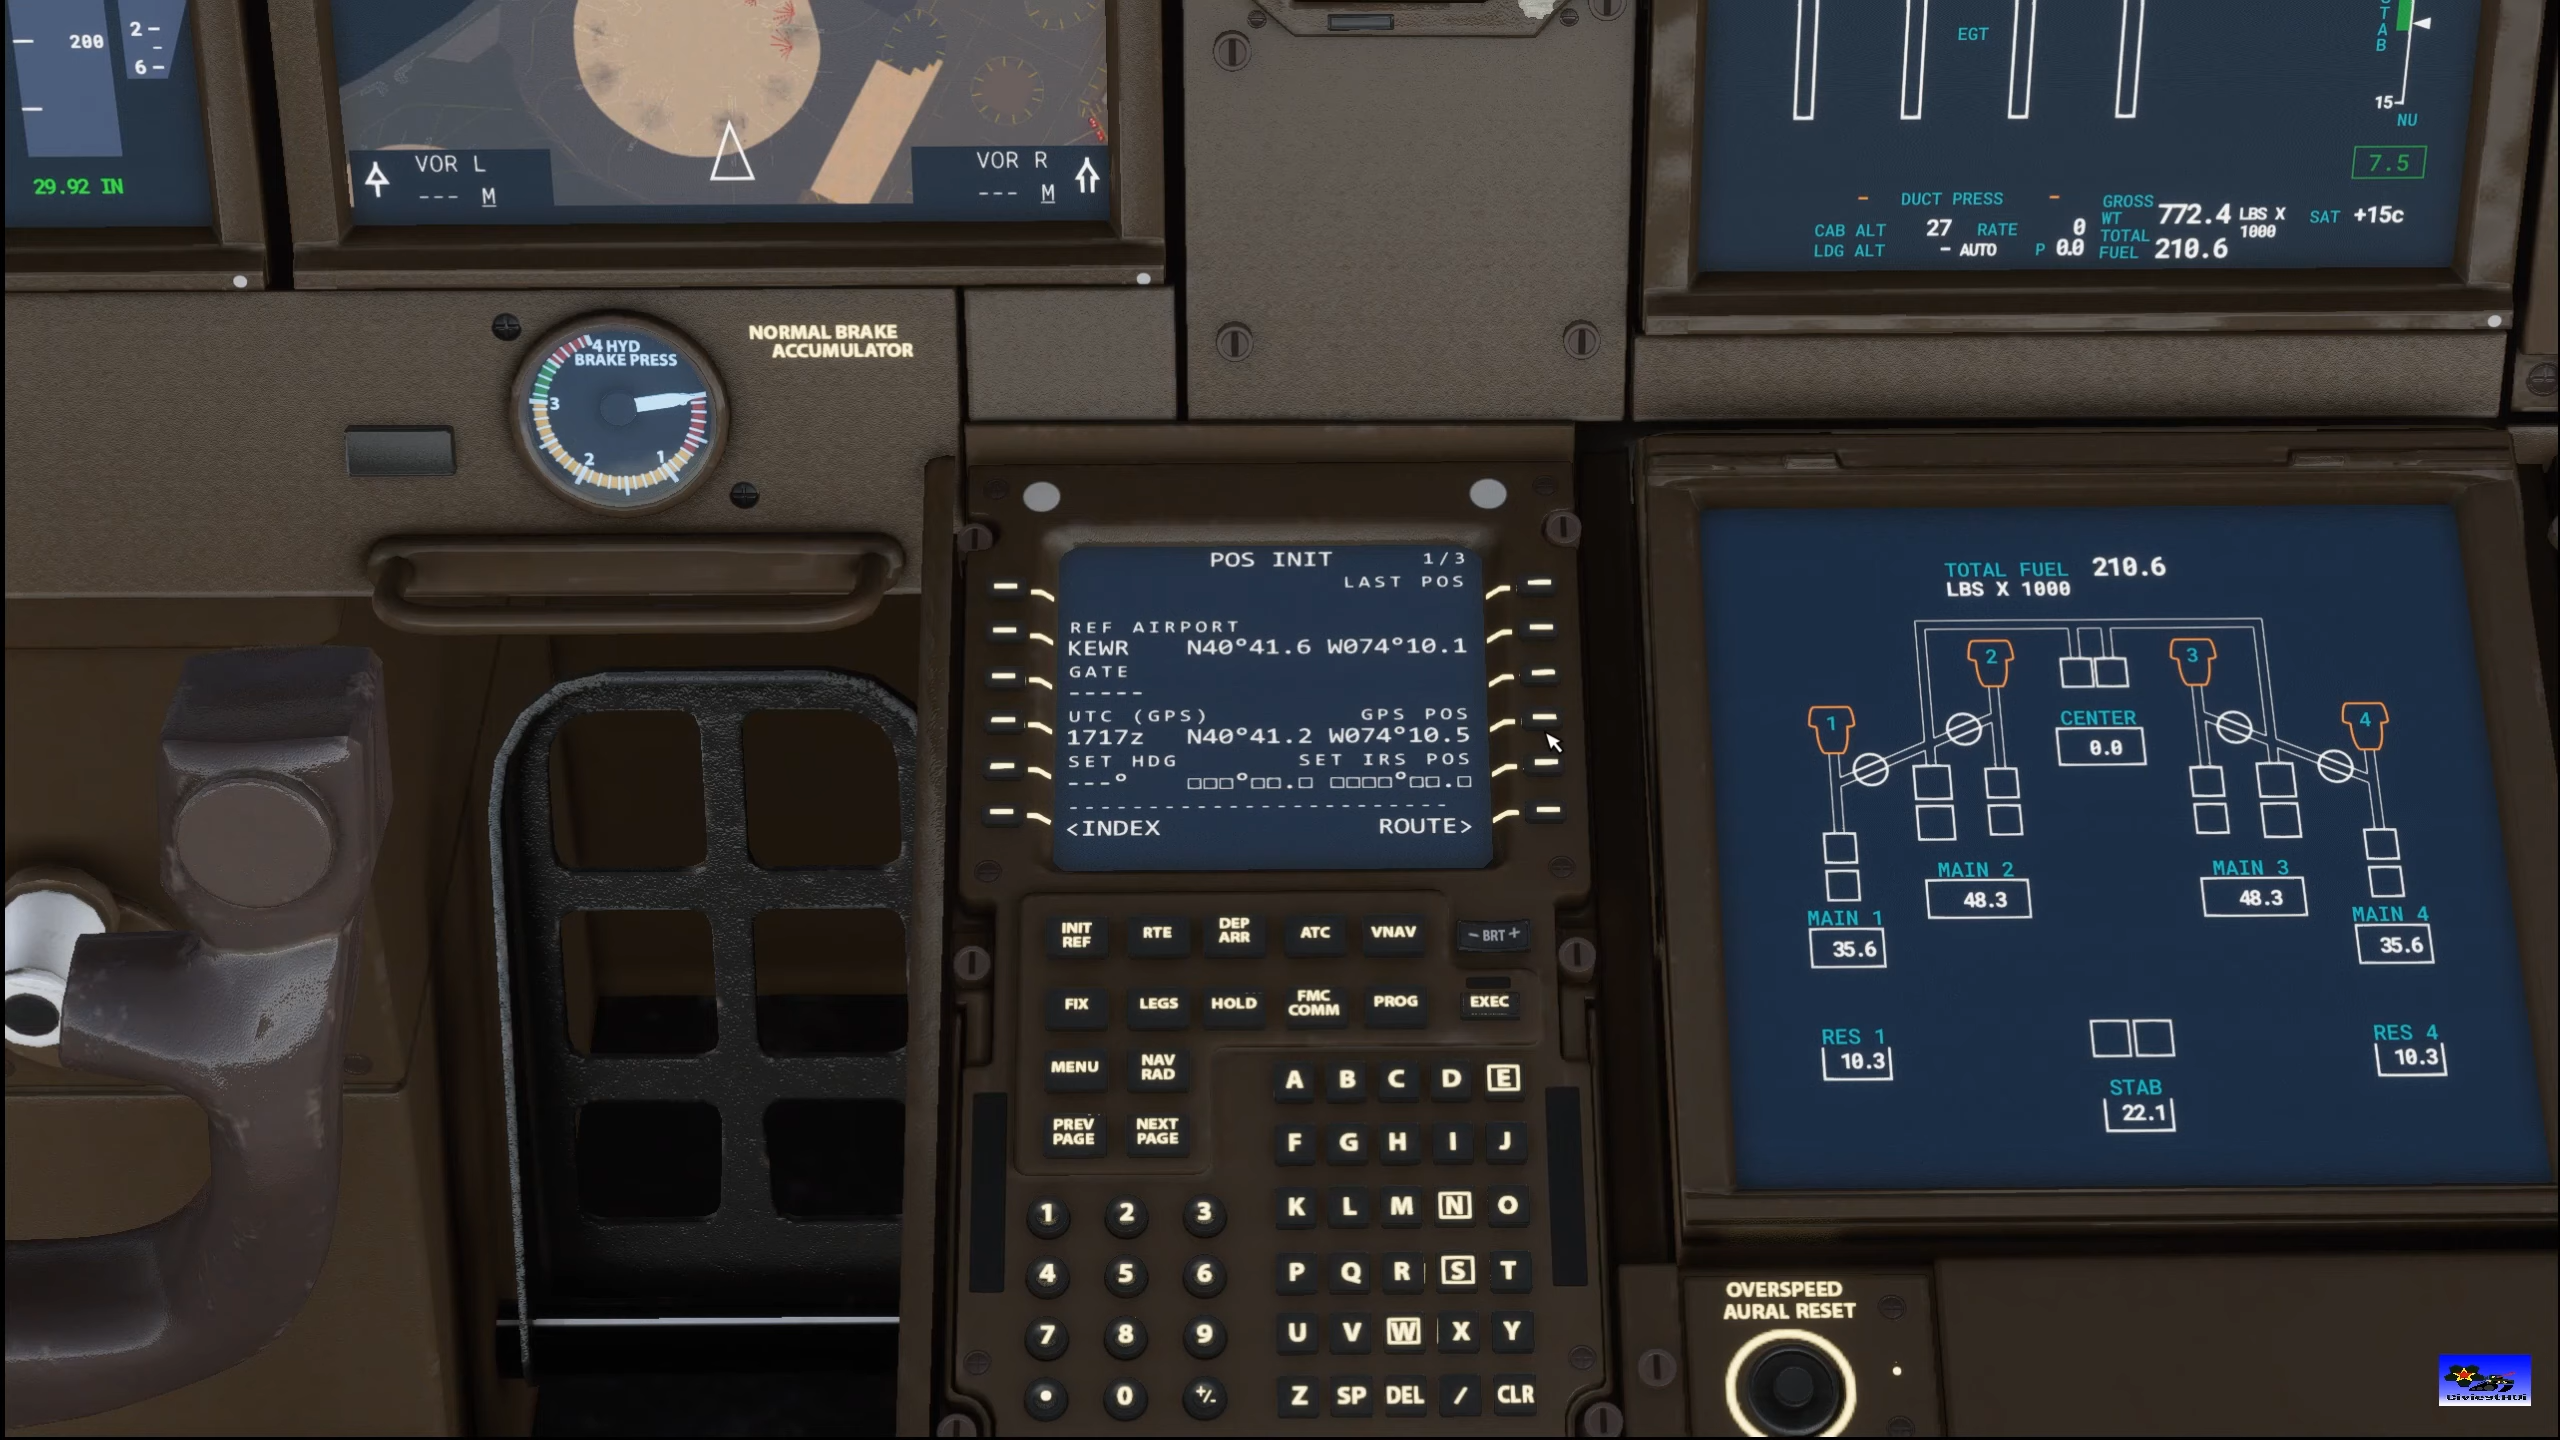 200
2
6
29.92 IN
VOR L
--- M
VOR R
--- M
EGT
T
A
B
15
NU
7.5
DUCT PRESS
CAB ALT 27 RATE 0
LDG ALT - AUTO P 0.0
GROSS WT 772.4 LBS X 1000
TOTAL FUEL 210.6
SAT +15c
4 HYD
BRAKE PRESS
3
2
1
NORMAL BRAKE
ACCUMULATOR
POS INIT 1/3
LAST POS
REF AIRPORT
KEWR N40°41.6 W074°10.1
GATE
-----
UTC (GPS) GPS POS
1717z N40°41.2 W074°10.5
SET HDG SET IRS POS
---° □□□°□□.□ □□□□°□□.□
------------------------
<INDEX ROUTE>
INIT REF
RTE
DEP ARR
ATC
VNAV
- BRT +
FIX
LEGS
HOLD
FMC COMM
PROG
EXEC
MENU
NAV RAD
PREV PAGE
NEXT PAGE
A B C D E
F G H I J
K L M N O
P Q R S T
U V W X Y
Z SP DEL / CLR
1 2 3
4 5 6
7 8 9
• 0 +/-
TOTAL FUEL 210.6
LBS X 1000
1
2
3
4
CENTER
0.0
MAIN 1
35.6
MAIN 2
48.3
MAIN 3
48.3
MAIN 4
35.6
RES 1
10.3
RES 4
10.3
STAB
22.1
OVERSPEED
AURAL RESET